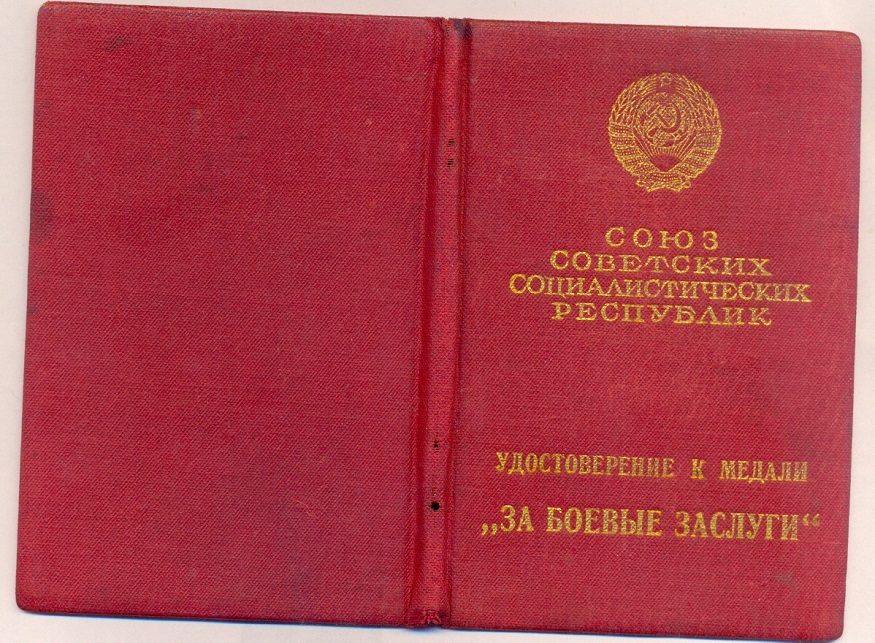 СОЮЗ
СОВЕТСКИХ
СОЦИАЛИСТИЧЕСКИХ
РЕСПУБЛИК
УДОСТОВЕРЕНИЕ К МЕДАЛИ
„ЗА БОЕВЫЕ ЗАСЛУГИ“